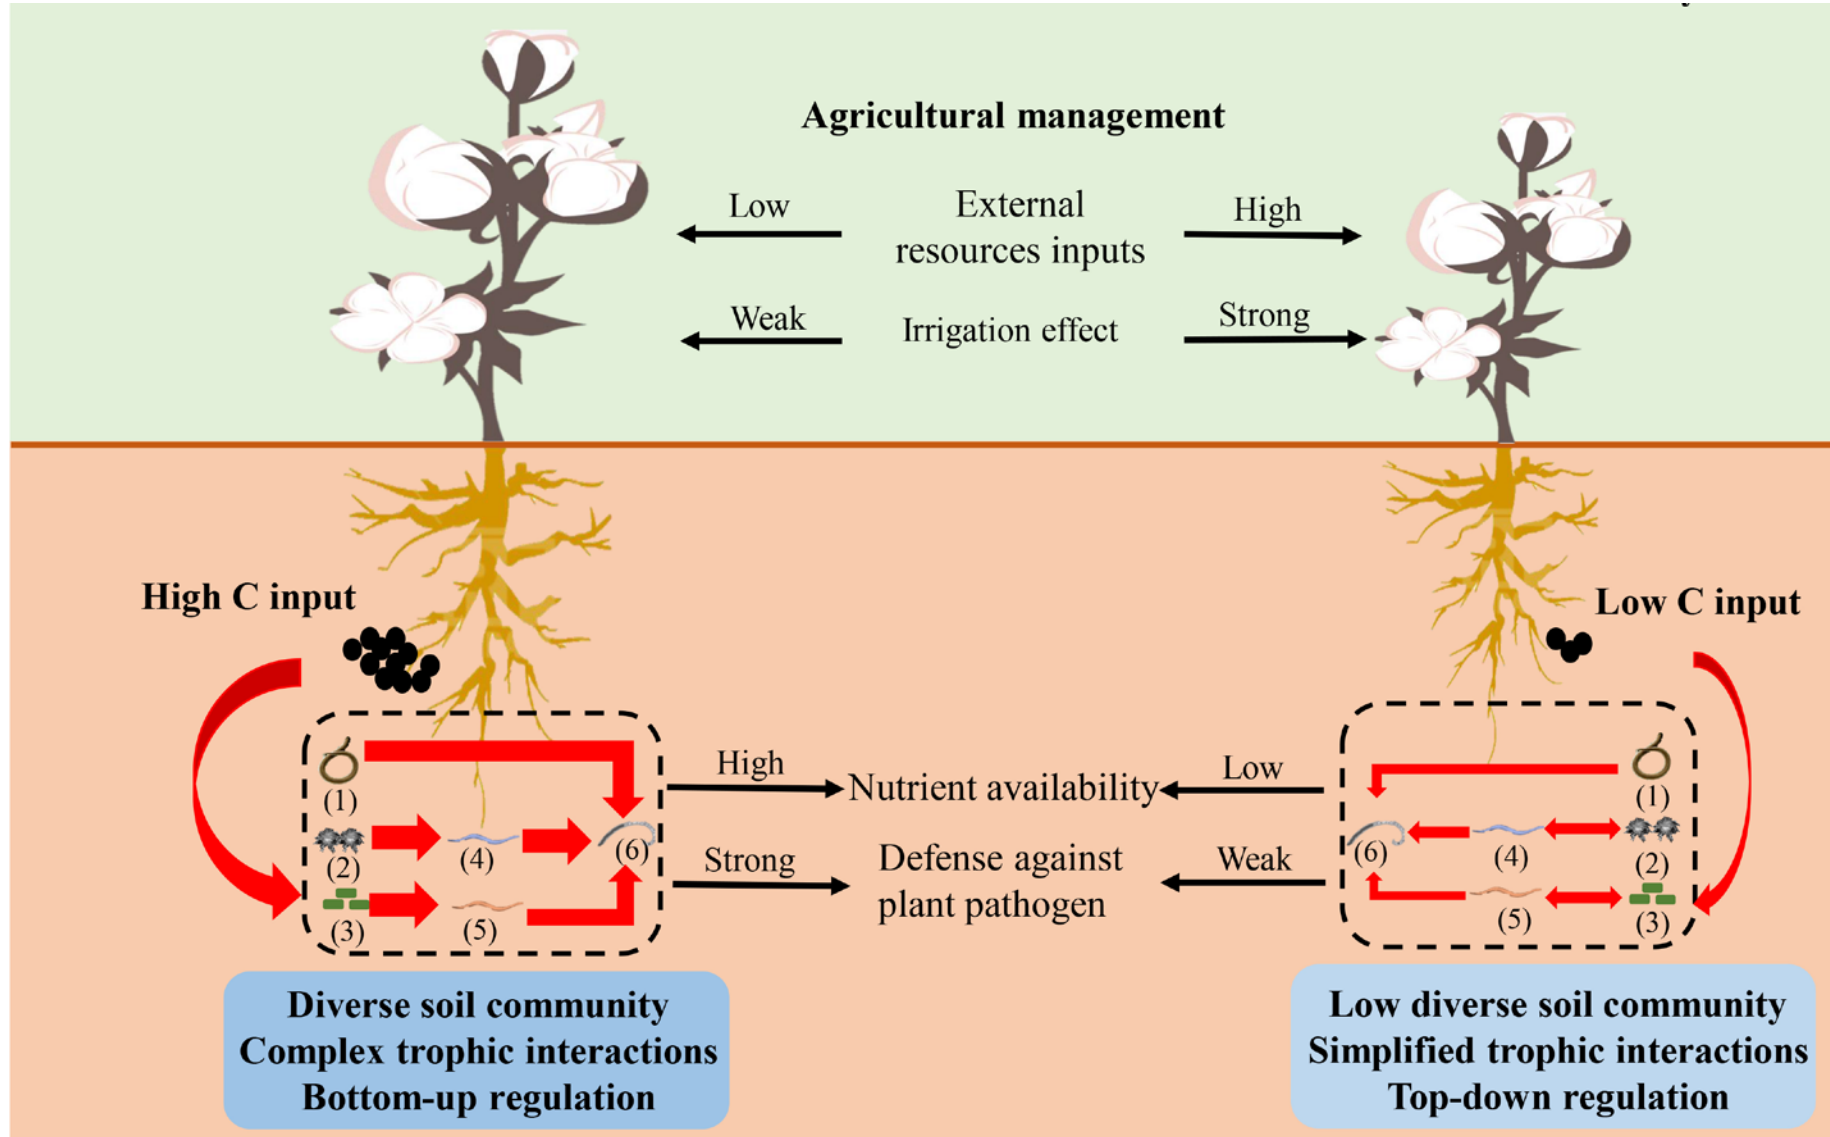 Agricultural management
Low
External
resources inputs
High
Weak
Irrigation effect
Strong
High C input
Low C input
(1)
(2)
(3)
(4)
(5)
(6)
High
Nutrient availability
Low
Strong
Defense against
plant pathogen
Weak
(1)
(2)
(3)
(4)
(5)
(6)
Diverse soil community
Complex trophic interactions
Bottom-up regulation
Low diverse soil community
Simplified trophic interactions
Top-down regulation